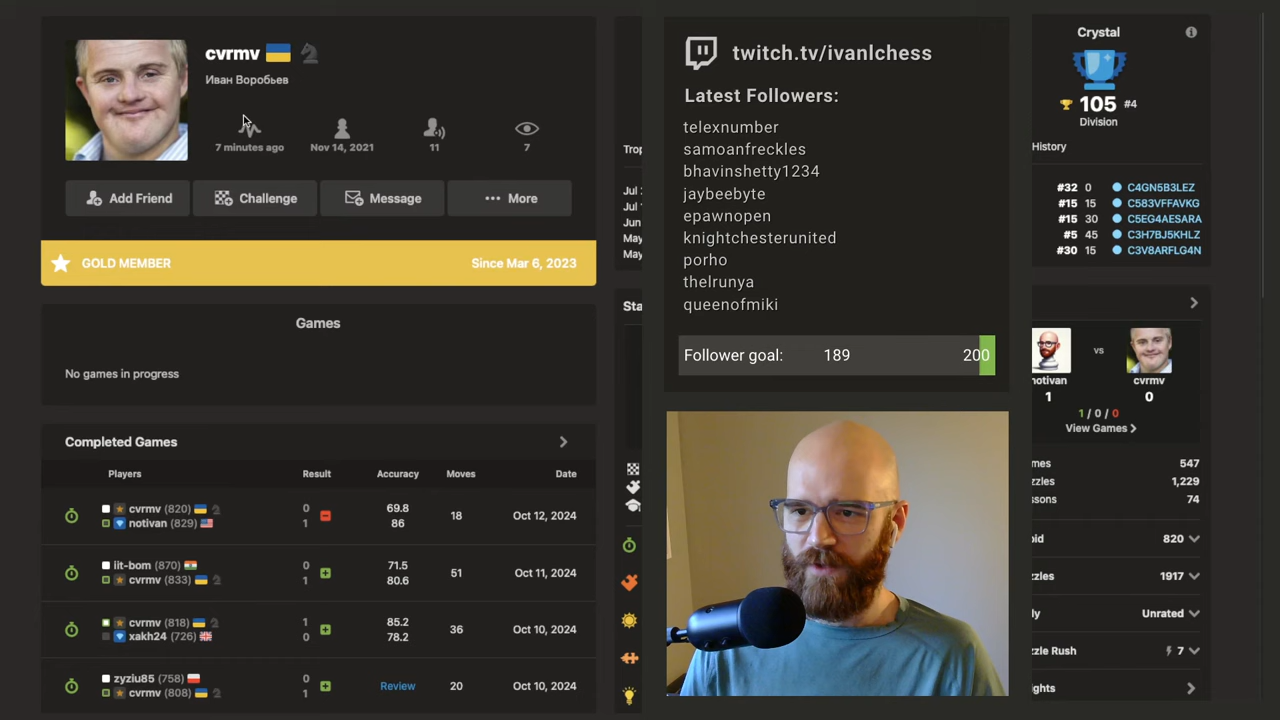 cvrmv
Иван Воробьев
7 minutes ago
Nov 14, 2021
11
7
Add Friend
Challenge
Message
More
GOLD MEMBER
Since Mar 6, 2023
Games
No games in progress
Completed Games
Players
Result
Accuracy
Moves
Date
cvrmv (820)
0
69.8
notivan (829)
1
86
18
Oct 12, 2024
iit-bom (870)
0
71.5
cvrmv (833)
1
80.6
51
Oct 11, 2024
cvrmv (818)
1
85.2
xakh24 (726)
0
78.2
36
Oct 10, 2024
zyziu85 (758)
0
cvrmv (808)
1
Review
20
Oct 10, 2024
Trop
Jul
Jul
Jun
May
May
Sta
twitch.tv/ivanlchess
Latest Followers:
telexnumber
samoanfreckles
bhavinshetty1234
jaybeebyte
epawnopen
knightchesterunited
porho
thelrunya
queenofmiki
Follower goal:
189
200
Crystal
105 #4
Division
History
#32 0 C4GN5B3LEZ
#15 15 C583VFFAVKG
#15 30 C5EG4AESARA
#5 45 C3H7BJ5KHLZ
#30 15 C3V8ARFLG4N
vs
notivan
cvrmv
1
0
1 / 0 / 0
View Games
mes
547
zzles
1,229
sons
74
pid
820
zzles
1917
ly
Unrated
zzle Rush
7
ghts